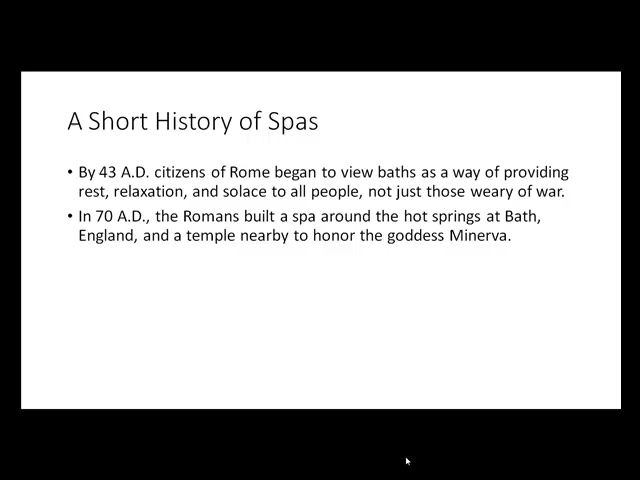 A Short History of Spas
• By 43 A.D. citizens of Rome began to view baths as a way of providing
rest, relaxation, and solace to all people, not just those weary of war.
• In 70 A.D., the Romans built a spa around the hot springs at Bath,
England, and a temple nearby to honor the goddess Minerva.